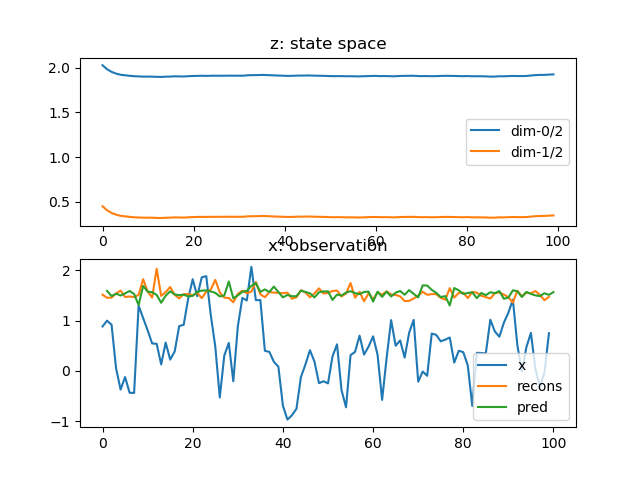 z: state space
2.0
1.5
1.0
0.5
dim-0/2
dim-1/2
0 20 40 60 80 100
x: observation
2
1
0
−1
x
recons
pred
0 20 40 60 80 100